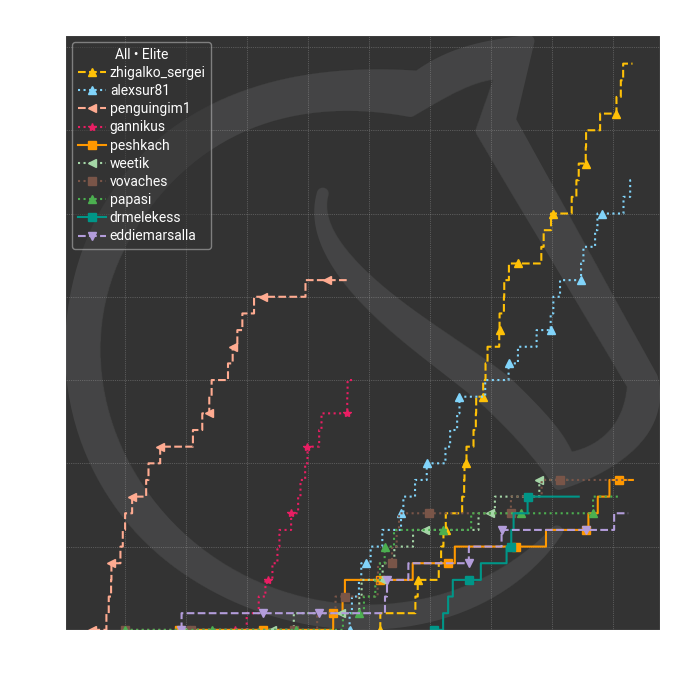 All • Elite
zhigalko_sergei
alexsur81
penguingim1
gannikus
peshkach
weetik
vovaches
papasi
drmelekess
eddiemarsalla